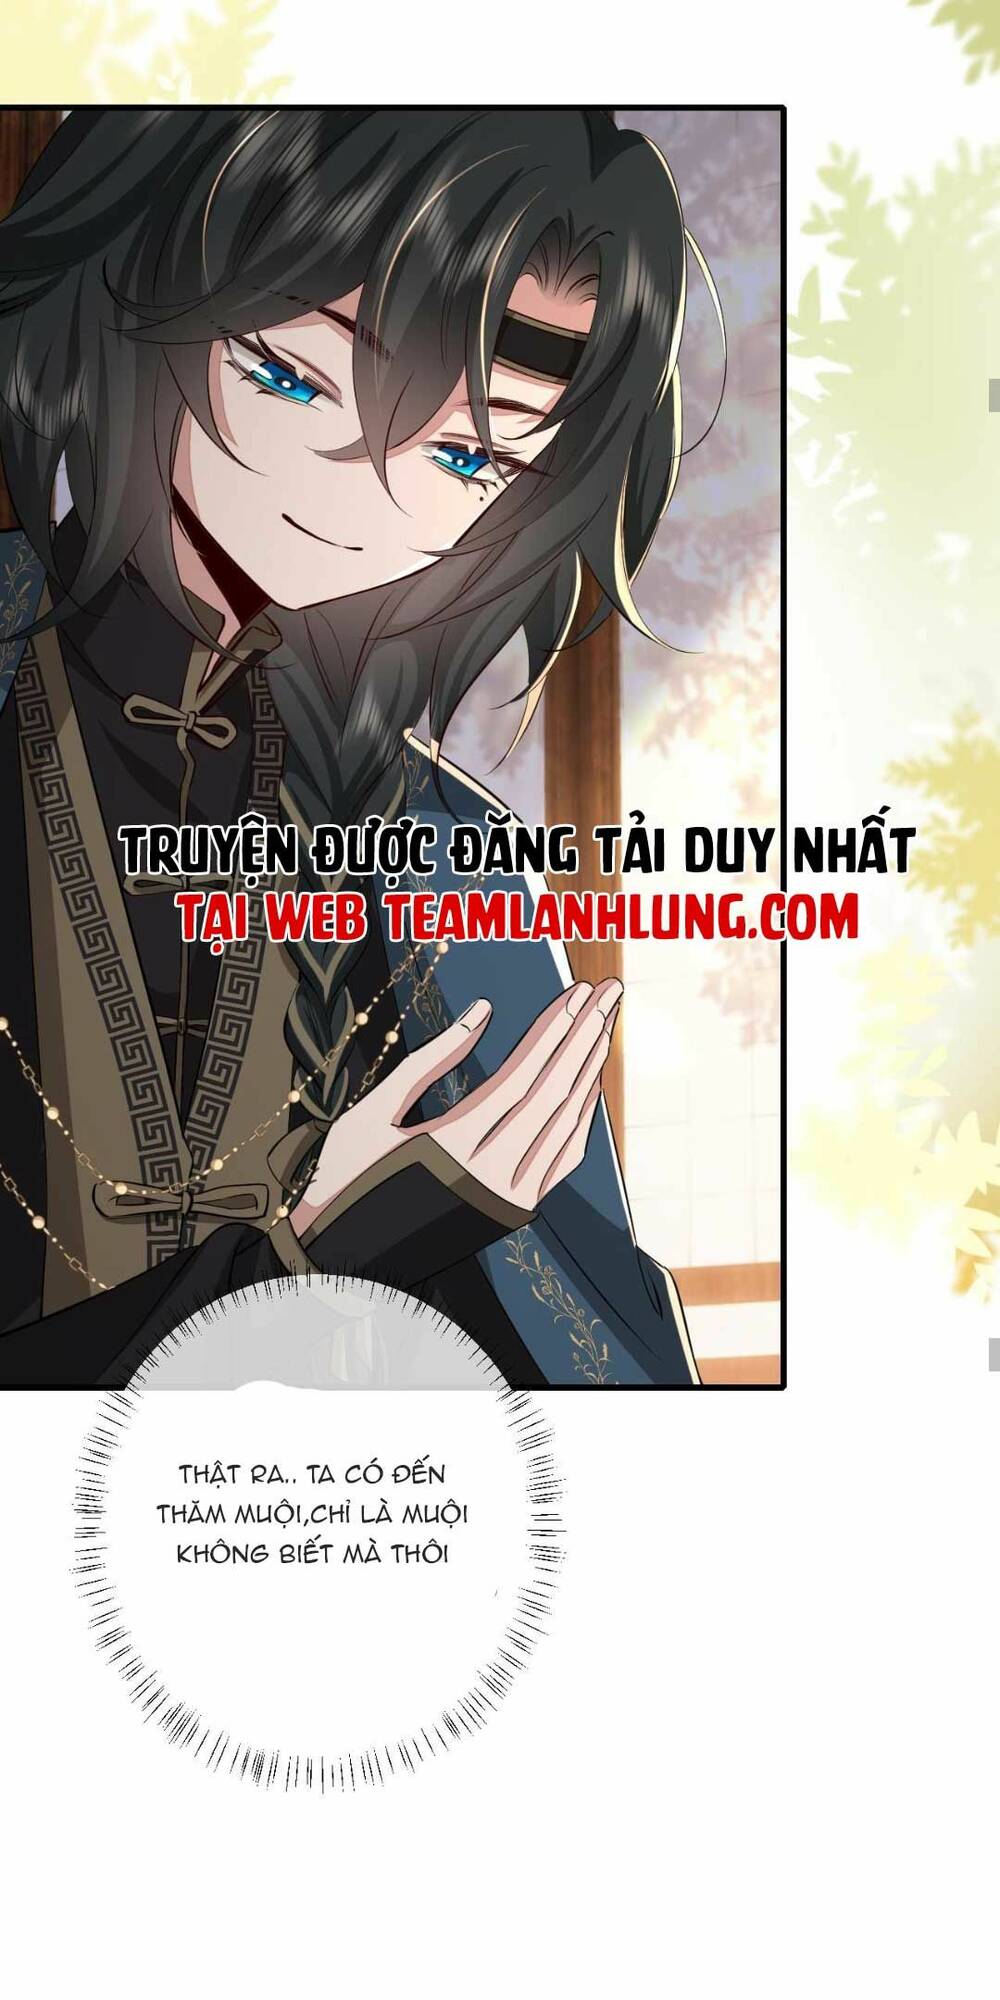 TRUYỆN ĐƯỢC ĐĂNG TẢI DUY NHẤT
TẠI WEB TEAMLANHLUNG.COM
THẬT RA.. TA CÓ ĐẾN
THĂM MUỘI,CHỈ LÀ MUỘI
KHÔNG BIẾT MÀ THÔI